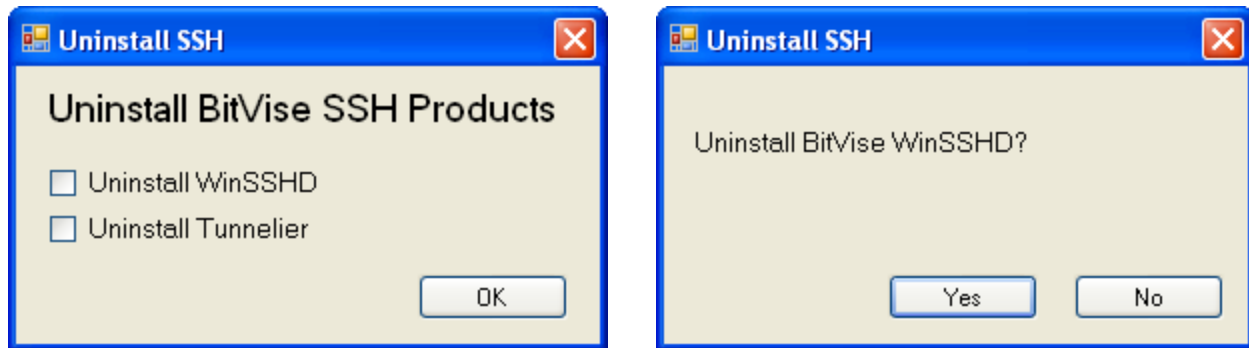 Uninstall SSH
Uninstall BitVise SSH Products
Uninstall WinSSHD
Uninstall Tunnelier
OK
Uninstall SSH
Uninstall BitVise WinSSHD?
Yes
No